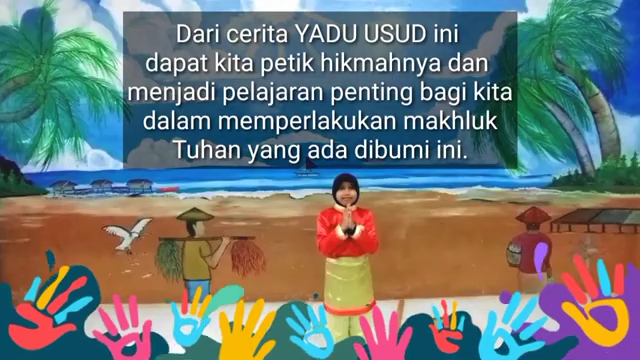 Dari cerita YADU USUD ini
dapat kita petik hikmahnya dan
menjadi pelajaran penting bagi kita
dalam memperlakukan makhluk
Tuhan yang ada dibumi ini.